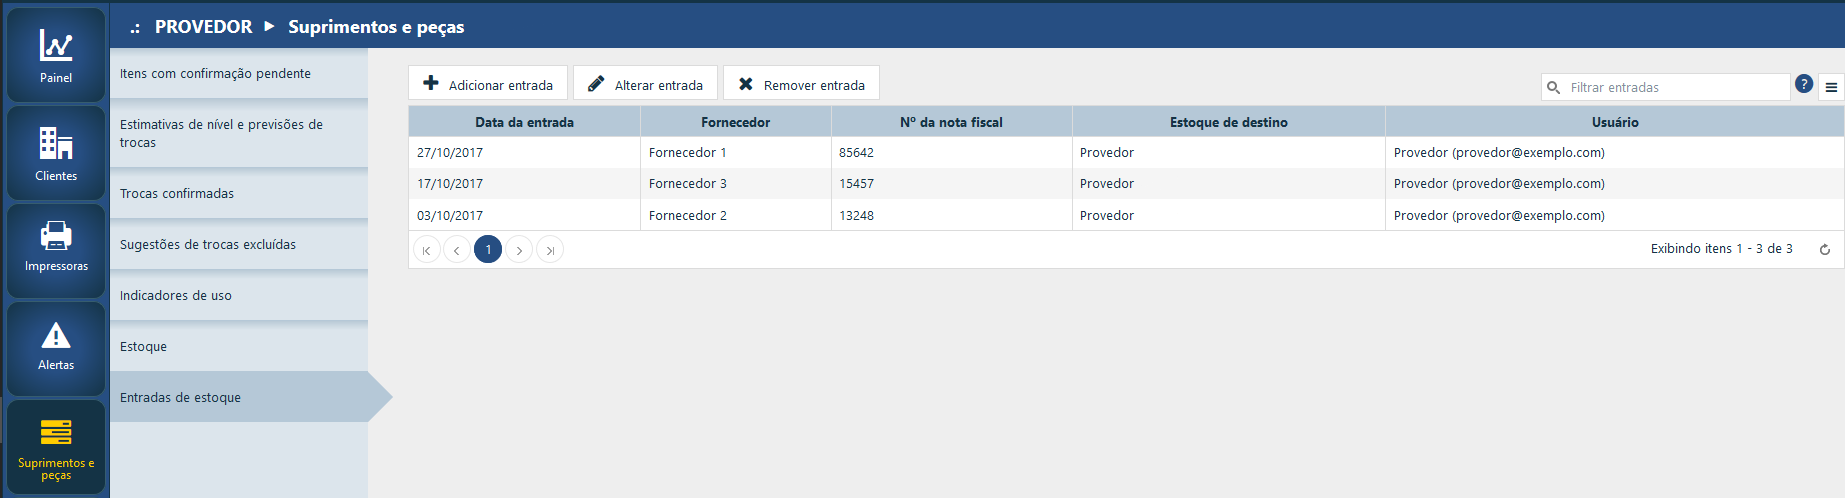 .: PROVEDOR ► Suprimentos e peças
Painel
Clientes
Impressoras
Alertas
Suprimentos e
peças
Itens com confirmação pendente
Estimativas de nível e previsões de
trocas
Trocas confirmadas
Sugestões de trocas excluídas
Indicadores de uso
Estoque
Entradas de estoque
Adicionar entrada Alterar entrada Remover entrada
Filtrar entradas ?
Data da entrada Fornecedor Nº da nota fiscal Estoque de destino Usuário
27/10/2017 Fornecedor 1 85642 Provedor Provedor (provedor@exemplo.com)
17/10/2017 Fornecedor 3 15457 Provedor Provedor (provedor@exemplo.com)
03/10/2017 Fornecedor 2 13248 Provedor Provedor (provedor@exemplo.com)
1 Exibindo itens 1 - 3 de 3